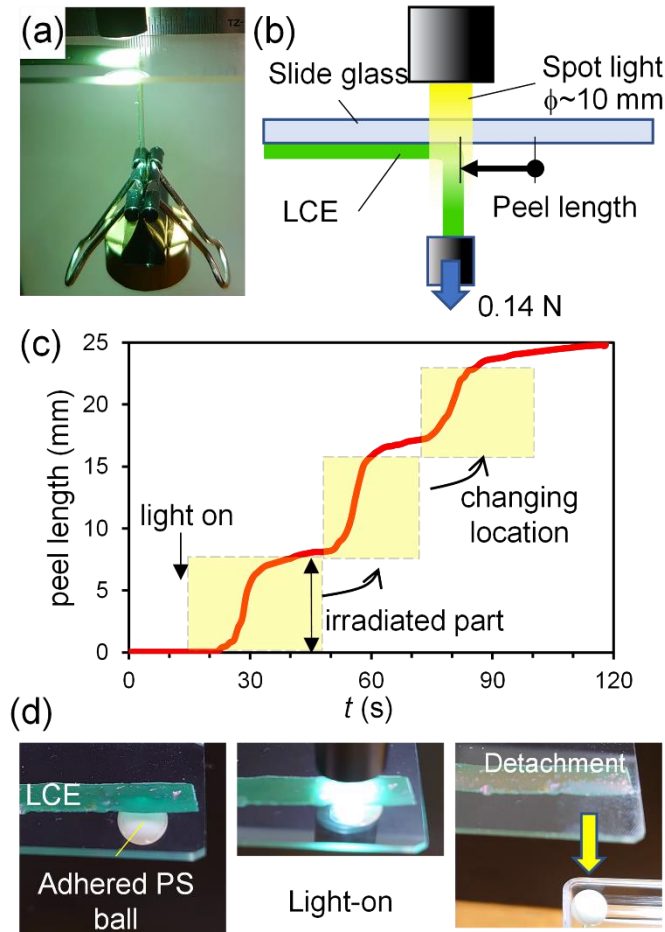 (a)
TZ-
(b)
Slide glass
Spot light
ϕ~10 mm
LCE
Peel length
0.14 N
(c)
25
20
15
10
5
0
peel length (mm)
light on
changing
location
irradiated part
0
30
60
90
120
t (s)
(d)
LCE
Adhered PS
ball
Light-on
Detachment